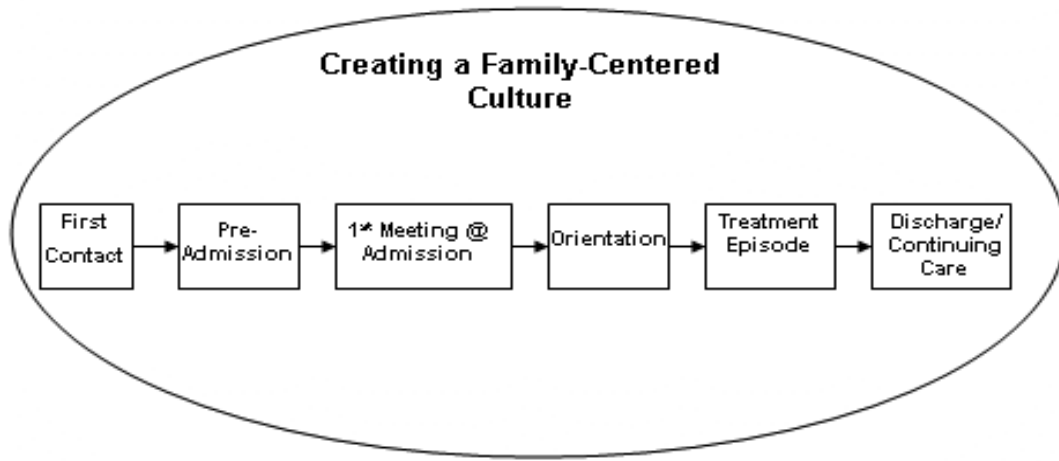 Creating a Family-Centered
Culture
First
Contact
Pre-
Admission
1st Meeting @
Admission
Orientation
Treatment
Episode
Discharge/
Continuing
Care